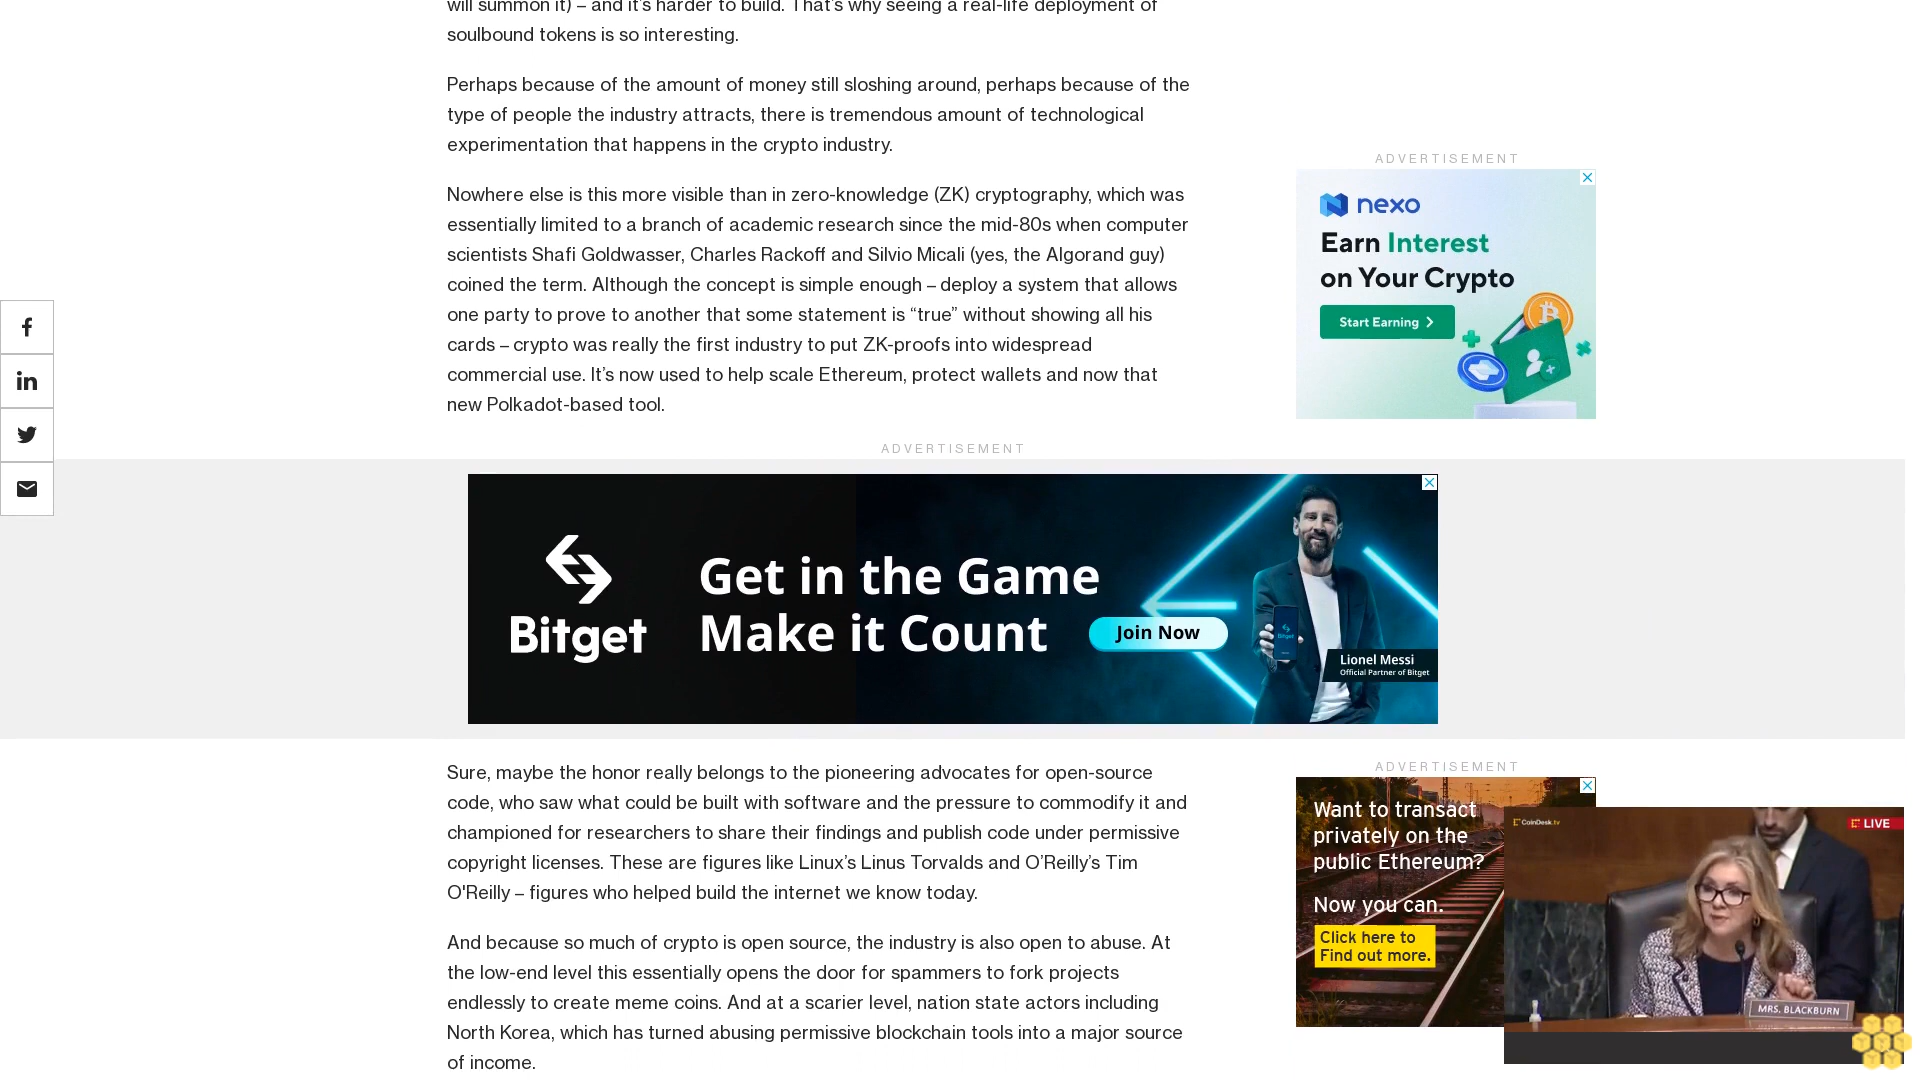 will summon it) – and it's harder to build. That's why seeing a real-life deployment of
soulbound tokens is so interesting.
Perhaps because of the amount of money still sloshing around, perhaps because of the
type of people the industry attracts, there is tremendous amount of technological
experimentation that happens in the crypto industry.
Nowhere else is this more visible than in zero-knowledge (ZK) cryptography, which was
essentially limited to a branch of academic research since the mid-80s when computer
scientists Shafi Goldwasser, Charles Rackoff and Silvio Micali (yes, the Algorand guy)
coined the term. Although the concept is simple enough – deploy a system that allows
one party to prove to another that some statement is “true” without showing all his
cards – crypto was really the first industry to put ZK-proofs into widespread
commercial use. It’s now used to help scale Ethereum, protect wallets and now that
new Polkadot-based tool.
ADVERTISEMENT
nexo
Earn Interest
on Your Crypto
Start Earning
ADVERTISEMENT
Bitget
Get in the Game
Make it Count
Join Now
Bitget
Lionel Messi
Official Partner of Bitget
Sure, maybe the honor really belongs to the pioneering advocates for open-source
code, who saw what could be built with software and the pressure to commodify it and
championed for researchers to share their findings and publish code under permissive
copyright licenses. These are figures like Linux’s Linus Torvalds and O’Reilly’s Tim
O'Reilly – figures who helped build the internet we know today.
And because so much of crypto is open source, the industry is also open to abuse. At
the low-end level this essentially opens the door for spammers to fork projects
endlessly to create meme coins. And at a scarier level, nation state actors including
North Korea, which has turned abusing permissive blockchain tools into a major source
of income.
ADVERTISEMENT
Want to transact
privately on the
public Ethereum?
Now you can.
Click here to
Find out more.
CoinDesk.tv
LIVE
MRS. BLACKBURN